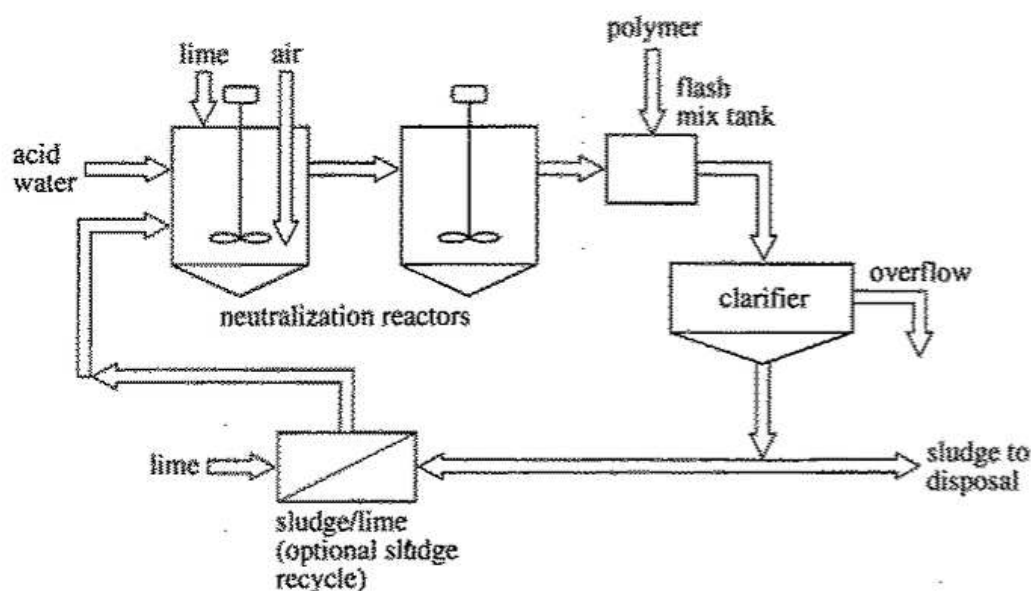 lime
air
polymer
flash
mix tank
acid
water
neutralization reactors
clarifier
overflow
lime
sludge/lime
(optional sludge
recycle)
sludge to
disposal